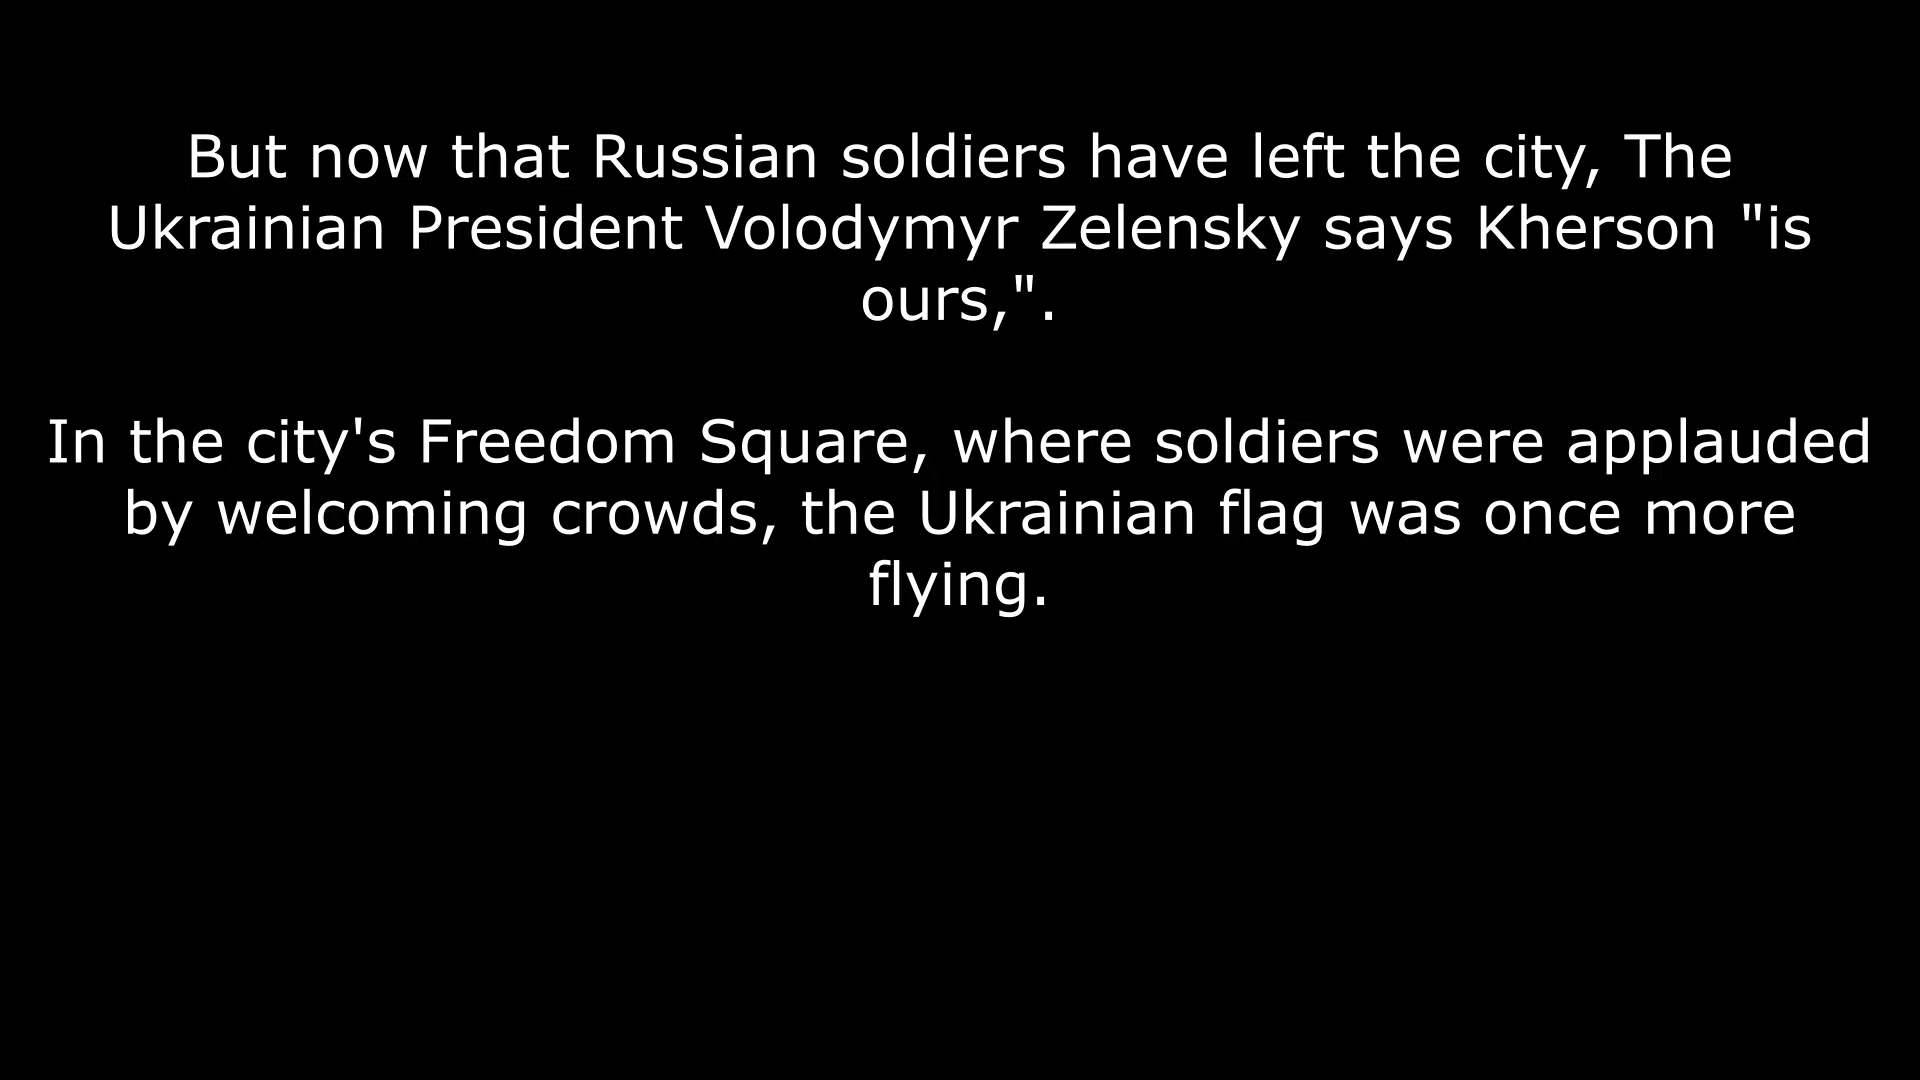 But now that Russian soldiers have left the city, The
Ukrainian President Volodymyr Zelensky says Kherson "is
ours,".
In the city's Freedom Square, where soldiers were applauded
by welcoming crowds, the Ukrainian flag was once more
flying.